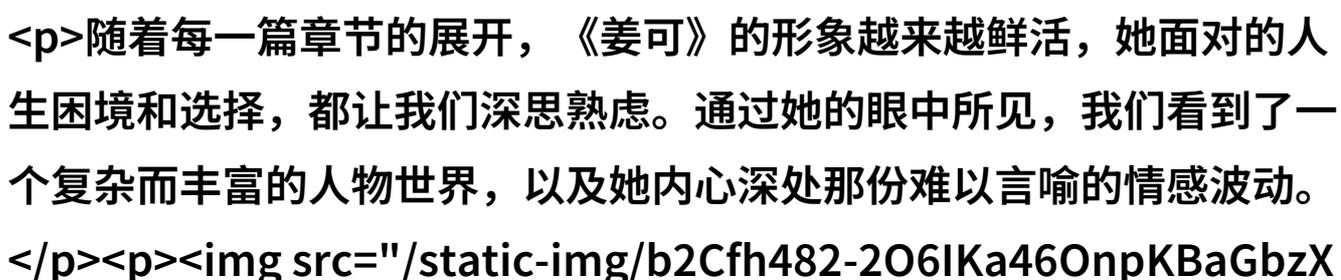 <p>随着每一篇章节的展开，《姜可》的形象越来越鲜活，她面对的人
生困境和选择，都让我们深思熟虑。通过她的眼中所见，我们看到了一
个复杂而丰富的人物世界，以及她内心深处那份难以言喻的情感波动。
</p><p><img src="/static-img/b2Cfh482-2O6IKa46OnpKBaGbzX